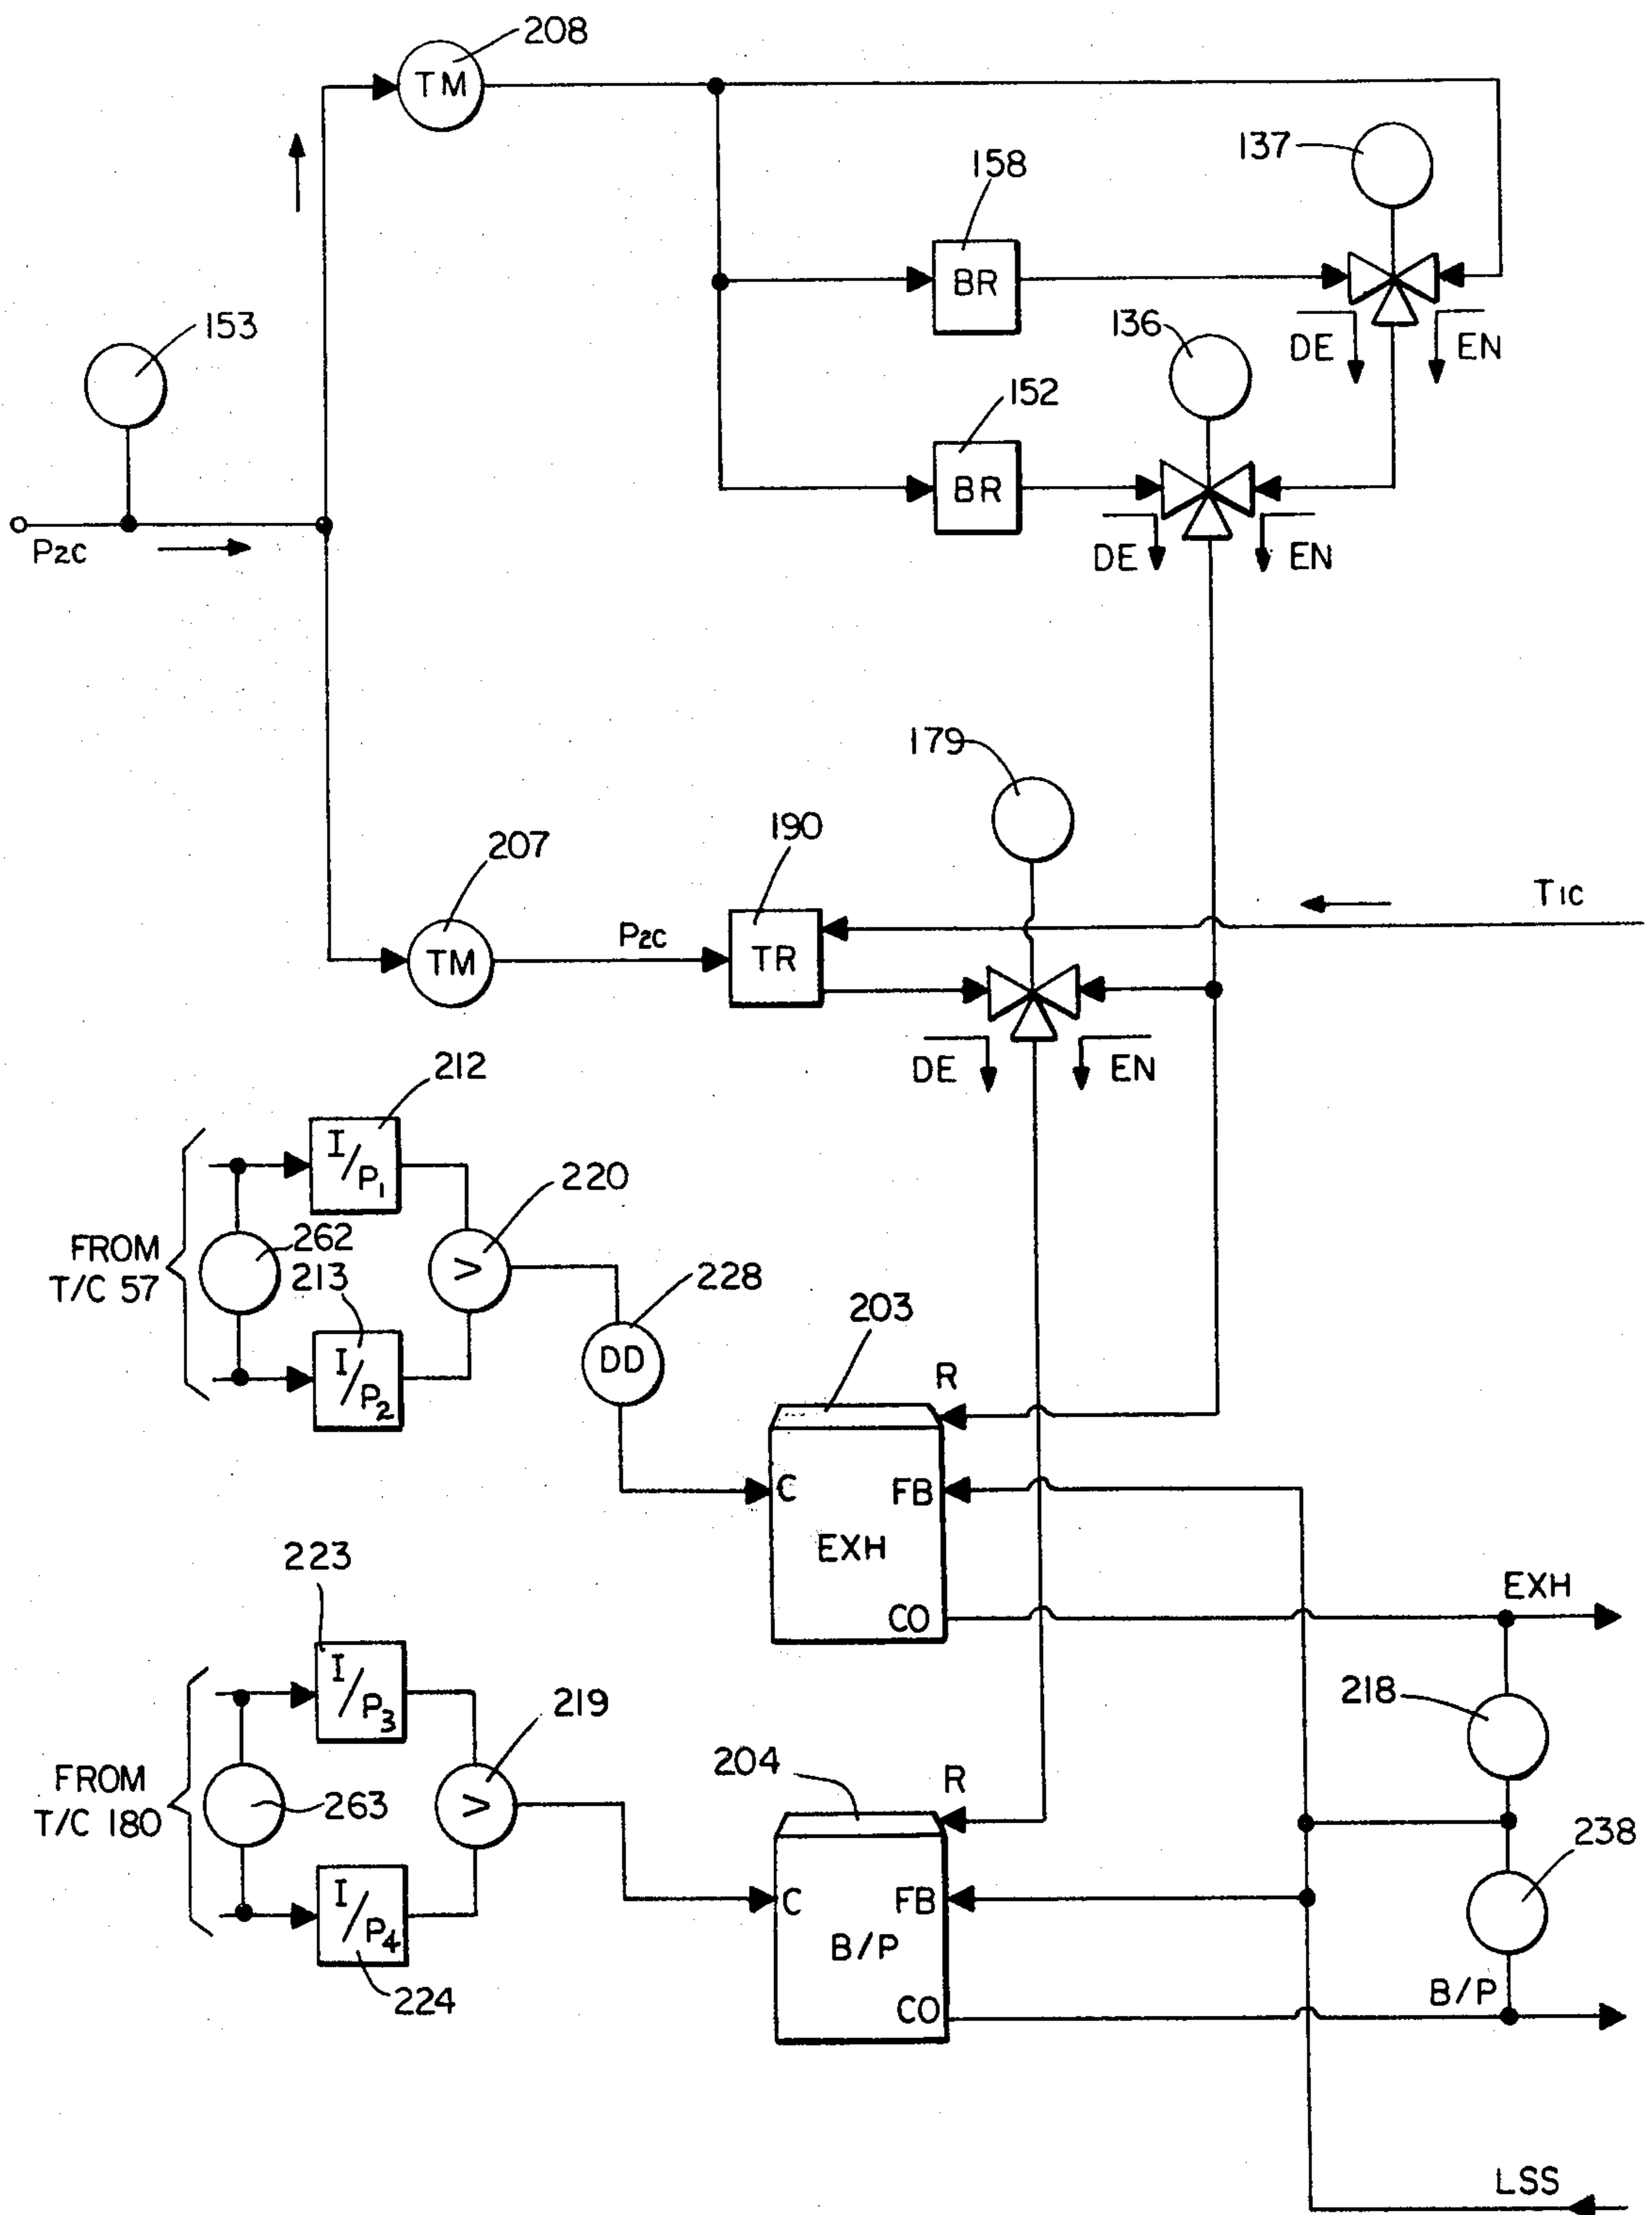 208
TM
137
158
BR
153
136
DE
EN
152
BR
P2C
DE
EN
179
190
207
T1C
P2C
TM
TR
212
DE
EN
I/P1
220
262
FROM
T/C 57
213
>
228
203
I/P2
DD
R
C
FB
223
EXH
EXH
CO
I/P3
219
218
204
R
FROM
T/C 180
263
>
238
I/P4
C
FB
B/P
224
B/P
CO
LSS